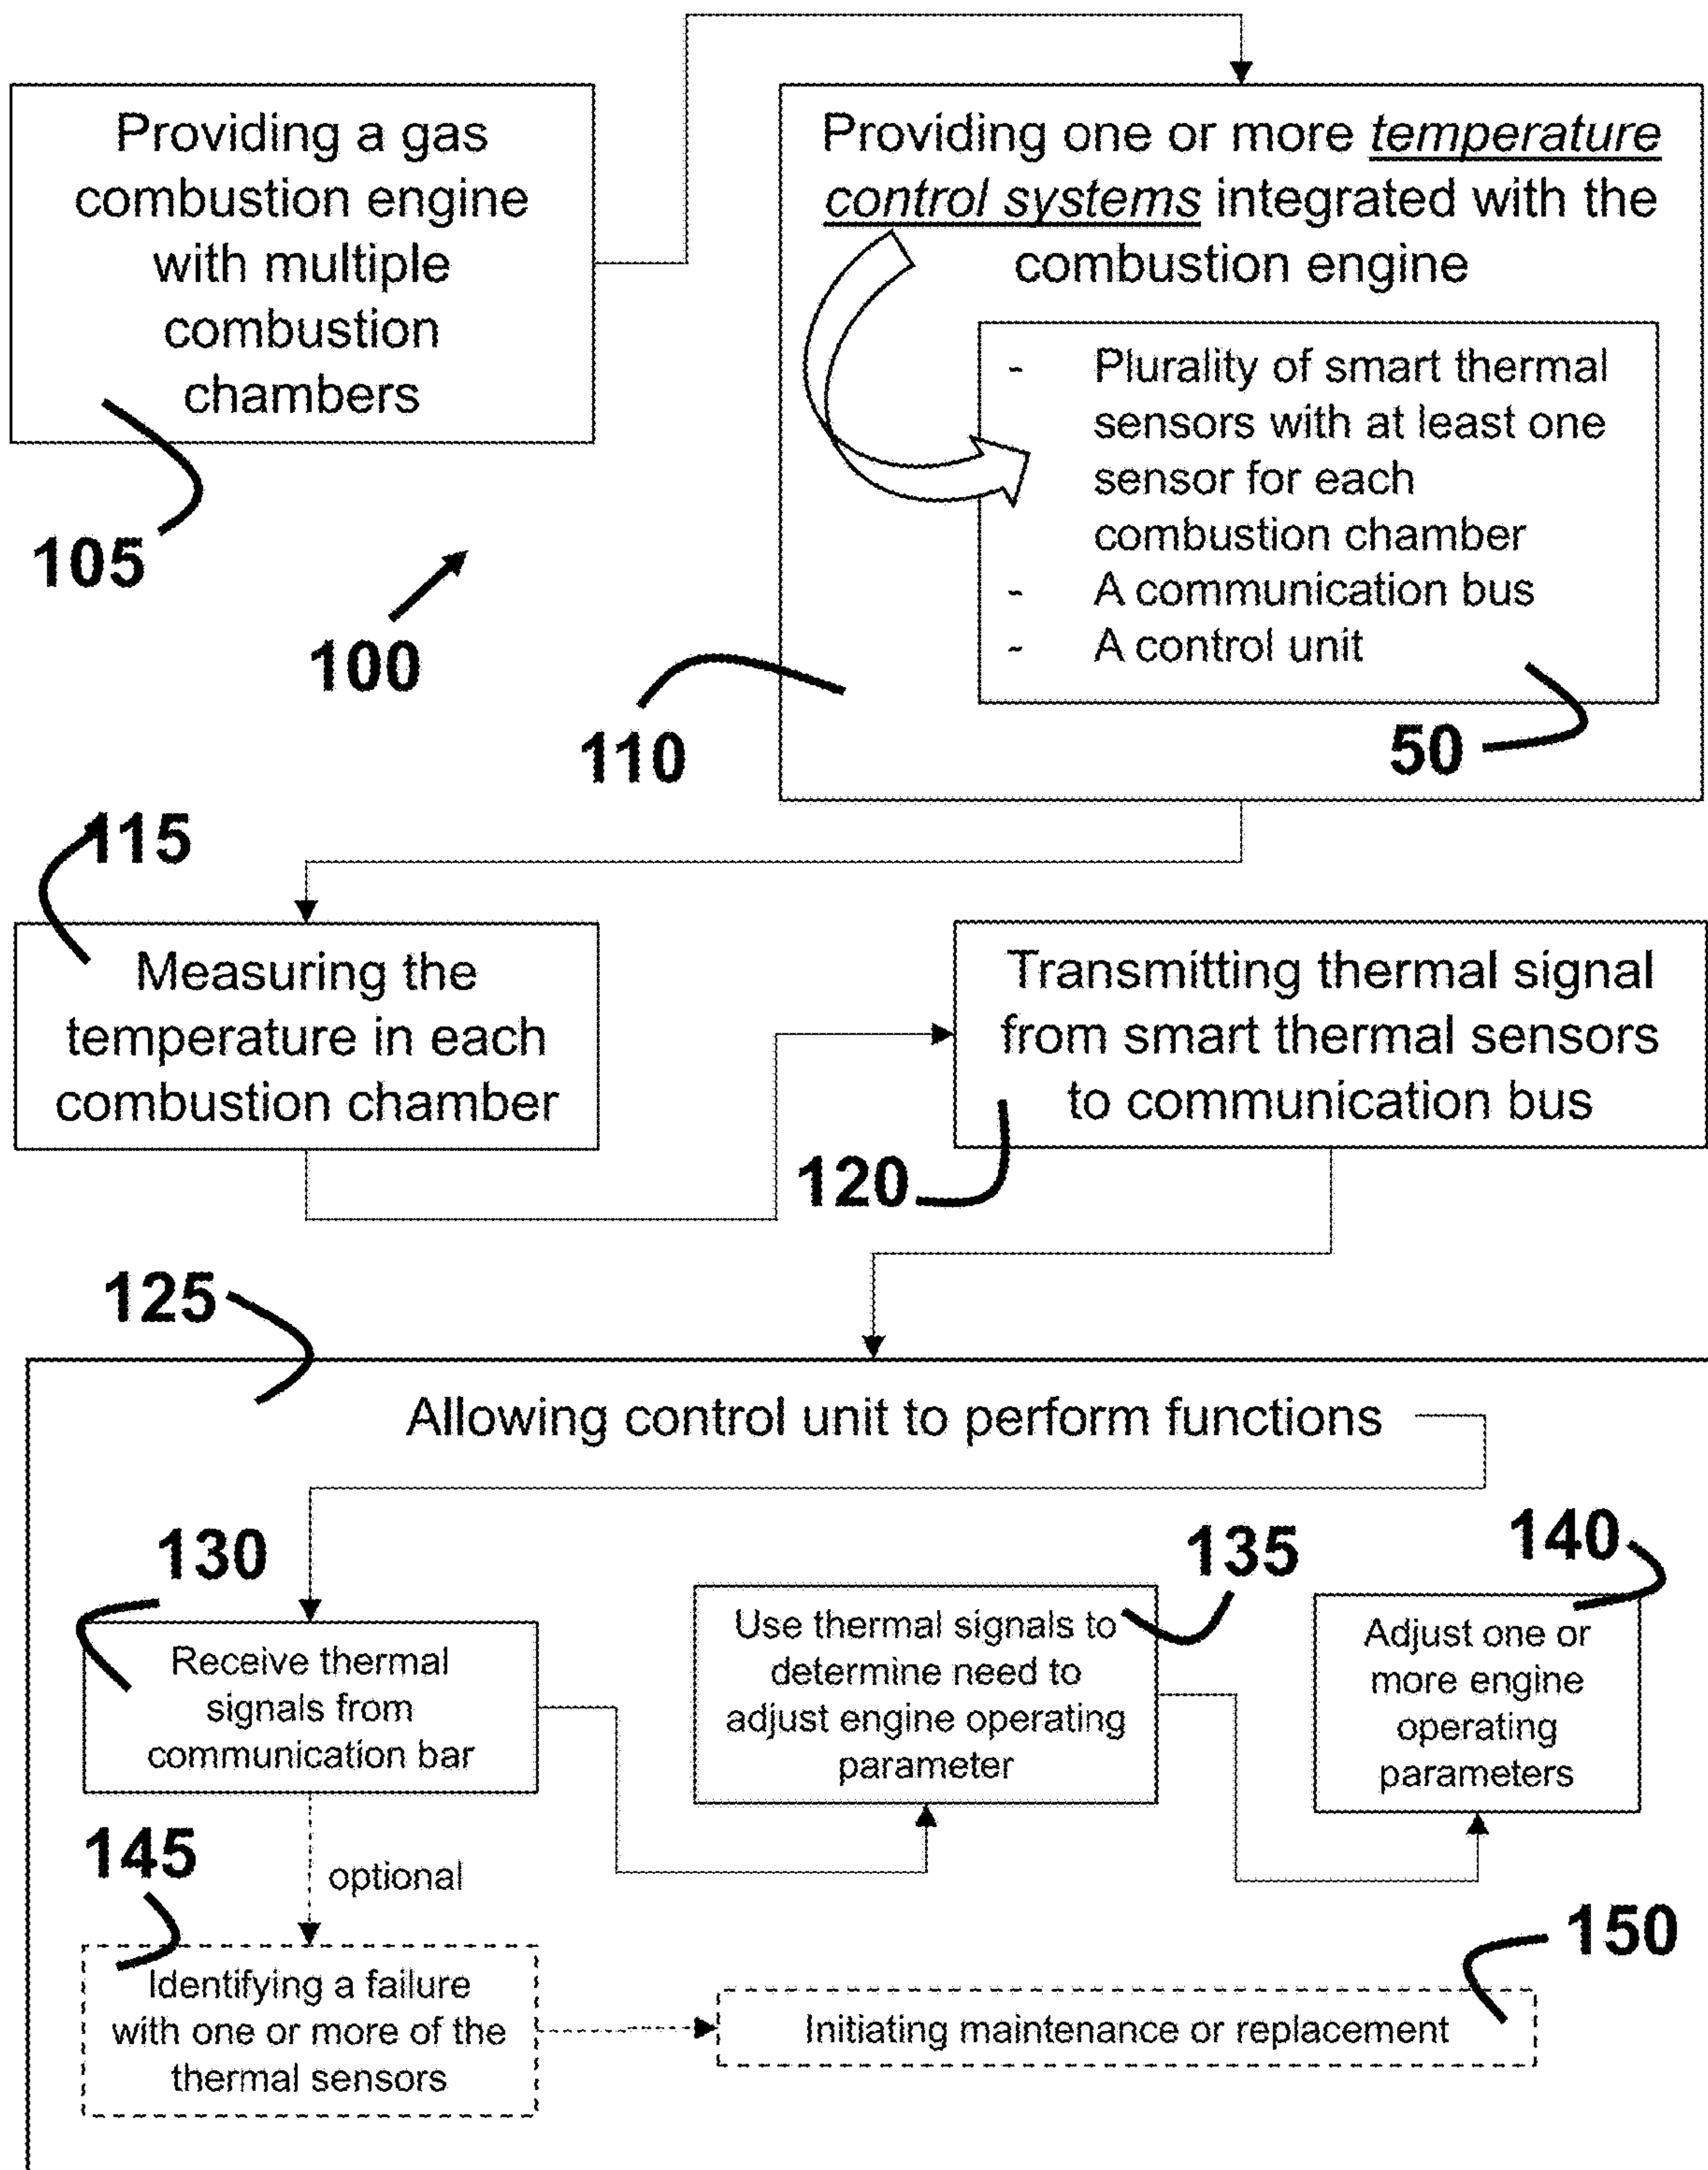 Providing a gas
combustion engine
with multiple
combustion
chambers
105
100
Providing one or more temperature
control systems integrated with the
combustion engine
- Plurality of smart thermal
sensors with at least one
sensor for each
combustion chamber
- A communication bus
- A control unit
110
50
115
Measuring the
temperature in each
combustion chamber
Transmitting thermal signal
from smart thermal sensors
to communication bus
120
125
Allowing control unit to perform functions
130
Receive thermal
signals from
communication bar
135
Use thermal signals to
determine need to
adjust engine operating
parameter
140
Adjust one or
more engine
operating
parameters
145
optional
Identifying a failure
with one or more of the
thermal sensors
150
Initiating maintenance or replacement